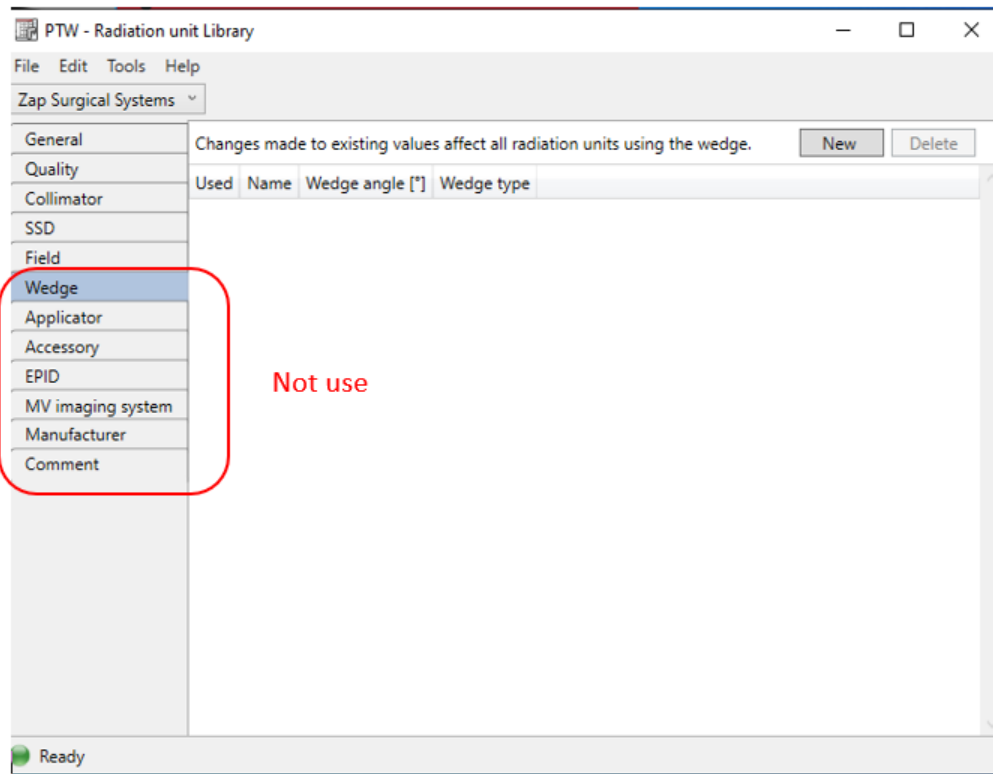 PTW - Radiation unit Library
File Edit Tools Help
Zap Surgical Systems
General
Quality
Collimator
SSD
Field
Wedge
Applicator
Accessory
EPID
MV imaging system
Manufacturer
Comment
Changes made to existing values affect all radiation units using the wedge.
New Delete
Used Name Wedge angle [°] Wedge type
Not use
Ready